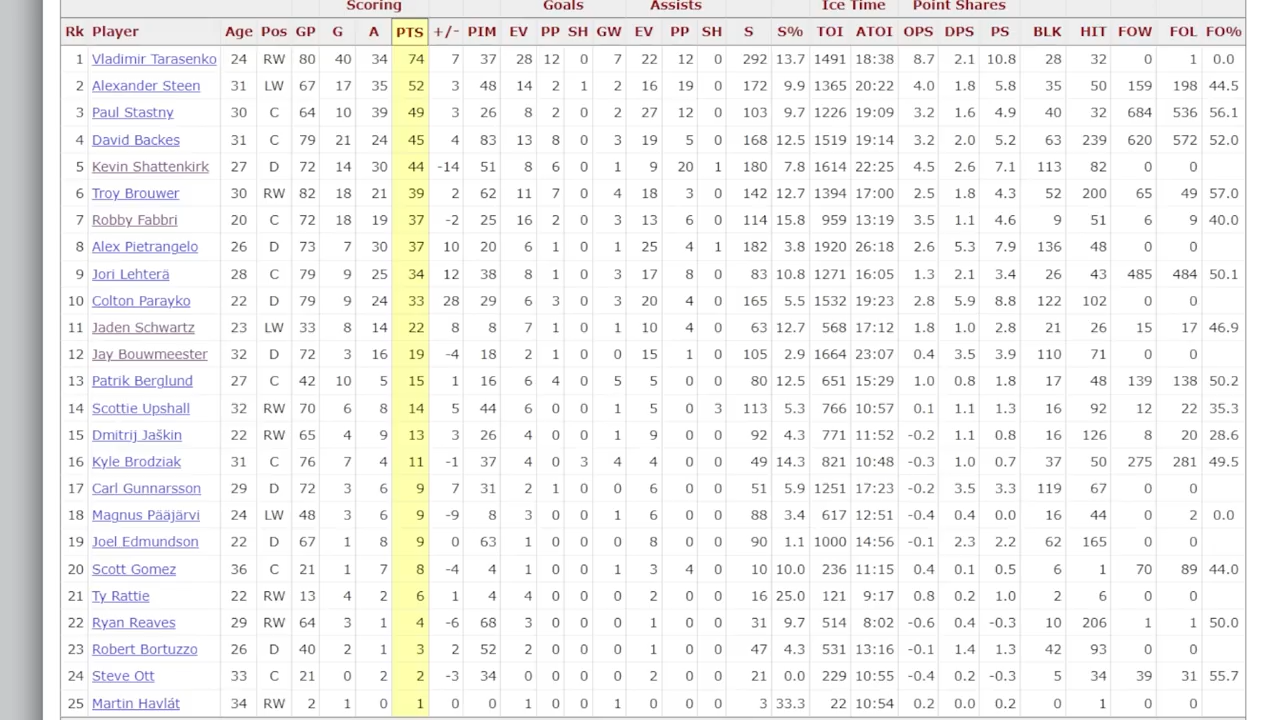 Scoring Goals Assists Ice Time Point Shares
Rk Player Age Pos GP G A PTS +/- PIM EV PP SH GW EV PP SH S S% TOI ATOI OPS DPS PS BLK HIT FOW FOL FO%
1 Vladimir Tarasenko 24 RW 80 40 34 74 7 37 28 12 0 7 22 12 0 292 13.7 1491 18:38 8.7 2.1 10.8 28 32 0 1 0.0
2 Alexander Steen 31 LW 67 17 35 52 3 48 14 2 1 2 16 19 0 172 9.9 1365 20:22 4.0 1.8 5.8 35 50 159 198 44.5
3 Paul Stastny 30 C 64 10 39 49 3 26 8 2 0 2 27 12 0 103 9.7 1226 19:09 3.2 1.6 4.9 40 32 684 536 56.1
4 David Backes 31 C 79 21 24 45 4 83 13 8 0 3 19 5 0 168 12.5 1519 19:14 3.2 2.0 5.2 63 239 620 572 52.0
5 Kevin Shattenkirk 27 D 72 14 30 44 -14 51 8 6 0 1 9 20 1 180 7.8 1614 22:25 4.5 2.6 7.1 113 82 0 0
6 Troy Brouwer 30 RW 82 18 21 39 2 62 11 7 0 4 18 3 0 142 12.7 1394 17:00 2.5 1.8 4.3 52 200 65 49 57.0
7 Robby Fabbri 20 C 72 18 19 37 -2 25 16 2 0 3 13 6 0 114 15.8 959 13:19 3.5 1.1 4.6 9 51 6 9 40.0
8 Alex Pietrangelo 26 D 73 7 30 37 10 20 6 1 0 1 25 4 1 182 3.8 1920 26:18 2.6 5.3 7.9 136 48 0 0
9 Jori Lehterä 28 C 79 9 25 34 12 38 8 1 0 3 17 8 0 83 10.8 1271 16:05 1.3 2.1 3.4 26 43 485 484 50.1
10 Colton Parayko 22 D 79 9 24 33 28 29 6 3 0 3 20 4 0 165 5.5 1532 19:23 2.8 5.9 8.8 122 102 0 0
11 Jaden Schwartz 23 LW 33 8 14 22 8 8 7 1 0 1 10 4 0 63 12.7 568 17:12 1.8 1.0 2.8 21 26 15 17 46.9
12 Jay Bouwmeester 32 D 72 3 16 19 -4 18 2 1 0 0 15 1 0 105 2.9 1664 23:07 0.4 3.5 3.9 110 71 0 0
13 Patrik Berglund 27 C 42 10 5 15 1 16 6 4 0 5 5 0 0 80 12.5 651 15:29 1.0 0.8 1.8 17 48 139 138 50.2
14 Scottie Upshall 32 RW 70 6 8 14 5 44 6 0 0 1 5 0 3 113 5.3 766 10:57 0.1 1.1 1.3 16 92 12 22 35.3
15 Dmitrij Jaškin 22 RW 65 4 9 13 3 26 4 0 0 1 9 0 0 92 4.3 771 11:52 -0.2 1.1 0.8 16 126 8 20 28.6
16 Kyle Brodziak 31 C 76 7 4 11 -1 37 4 0 3 4 4 0 0 49 14.3 821 10:48 -0.3 1.0 0.7 37 50 275 281 49.5
17 Carl Gunnarsson 29 D 72 3 6 9 7 31 2 1 0 0 6 0 0 51 5.9 1251 17:23 -0.2 3.5 3.3 119 67 0 0
18 Magnus Pääjärvi 24 LW 48 3 6 9 -9 8 3 0 0 1 6 0 0 88 3.4 617 12:51 -0.4 0.4 0.0 16 44 0 2 0.0
19 Joel Edmundson 22 D 67 1 8 9 0 63 1 0 0 0 8 0 0 90 1.1 1000 14:56 -0.1 2.3 2.2 62 165 0 0
20 Scott Gomez 36 C 21 1 7 8 -4 4 1 0 0 1 3 4 0 10 10.0 236 11:15 0.4 0.1 0.5 6 1 70 89 44.0
21 Ty Rattie 22 RW 13 4 2 6 1 4 4 0 0 0 2 0 0 16 25.0 121 9:17 0.8 0.2 1.0 2 6 0 0
22 Ryan Reaves 29 RW 64 3 1 4 -6 68 3 0 0 0 1 0 0 31 9.7 514 8:02 -0.6 0.4 -0.3 10 206 1 1 50.0
23 Robert Bortuzzo 26 D 40 2 1 3 2 52 2 0 0 0 1 0 0 47 4.3 531 13:16 -0.1 1.4 1.3 42 93 0 0
24 Steve Ott 33 C 21 0 2 2 -3 34 0 0 0 0 2 0 0 21 0.0 229 10:55 -0.4 0.2 -0.3 5 34 39 31 55.7
25 Martin Havlát 34 RW 2 1 0 1 0 0 1 0 0 1 0 0 0 3 33.3 22 10:54 0.2 0.0 0.2 0 1 0 0